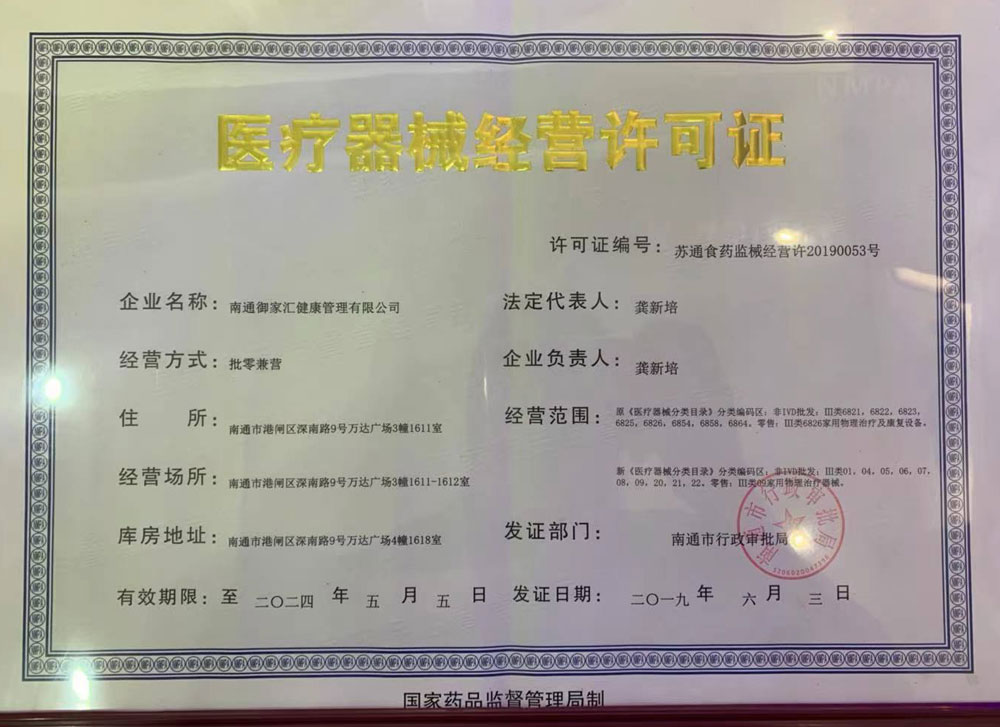 医疗器械经营许可证
许可证编号： 苏通食药监械经营许20190053号
企业名称： 南通御家汇健康管理有限公司
法定代表人： 龚新培
经营方式： 批零兼营
企业负责人： 龚新培
住 所： 南通市港闸区深南路9号万达广场3幢1611室
经营范围： 原《医疗器械分类目录》分类编码区：非IVD批发：III类6821，6822，6823，
6825，6826，6854，6858，6864。零售：III类6826家用物理治疗及康复设备。
经营场所： 南通市港闸区深南路9号万达广场3幢1611-1612室
新《医疗器械分类目录》分类编码区：非IVD批发：III类01，04，05，06，07，
08，09，20，21，22。零售：III类09家用物理治疗器械。
库房地址： 南通市港闸区深南路9号万达广场4幢1618室
发证部门： 南通市行政审批局
南通市行政审批局
有效期限：至 二〇二四 年 五 月 五 日
发证日期： 二〇一九 年 六 月 三 日
国家药品监督管理局制